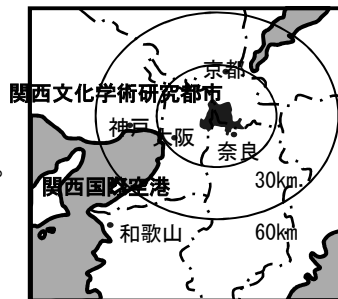 京都
関西文化学術研究都市
神戸
大阪
奈良
30km
関西国際空港
和歌山
60km